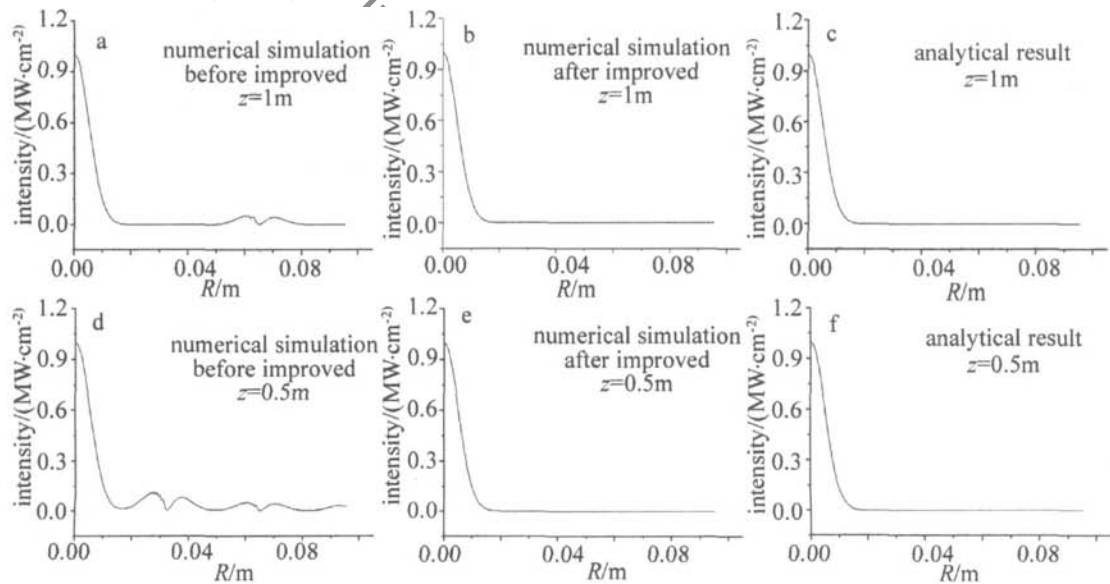 a
numerical simulation
before improved
z=1m
intensity/(MW·cm-2)
1.2
0.9
0.6
0.3
0.0
0.00 0.04 0.08
R/m
b
numerical simulation
after improved
z=1m
intensity/(MW·cm-2)
1.2
0.9
0.6
0.3
0.0
0.00 0.04 0.08
R/m
c
analytical result
z=1m
intensity/(MW·cm-2)
1.2
0.9
0.6
0.3
0.0
0.00 0.04 0.08
R/m
d
numerical simulation
before improved
z=0.5m
intensity/(MW·cm-2)
1.2
0.9
0.6
0.3
0.0
0.00 0.04 0.08
R/m
e
numerical simulation
after improved
z=0.5m
intensity/(MW·cm-2)
1.2
0.9
0.6
0.3
0.0
0.00 0.04 0.08
R/m
f
analytical result
z=0.5m
intensity/(MW·cm-2)
1.2
0.9
0.6
0.3
0.0
0.00 0.04 0.08
R/m